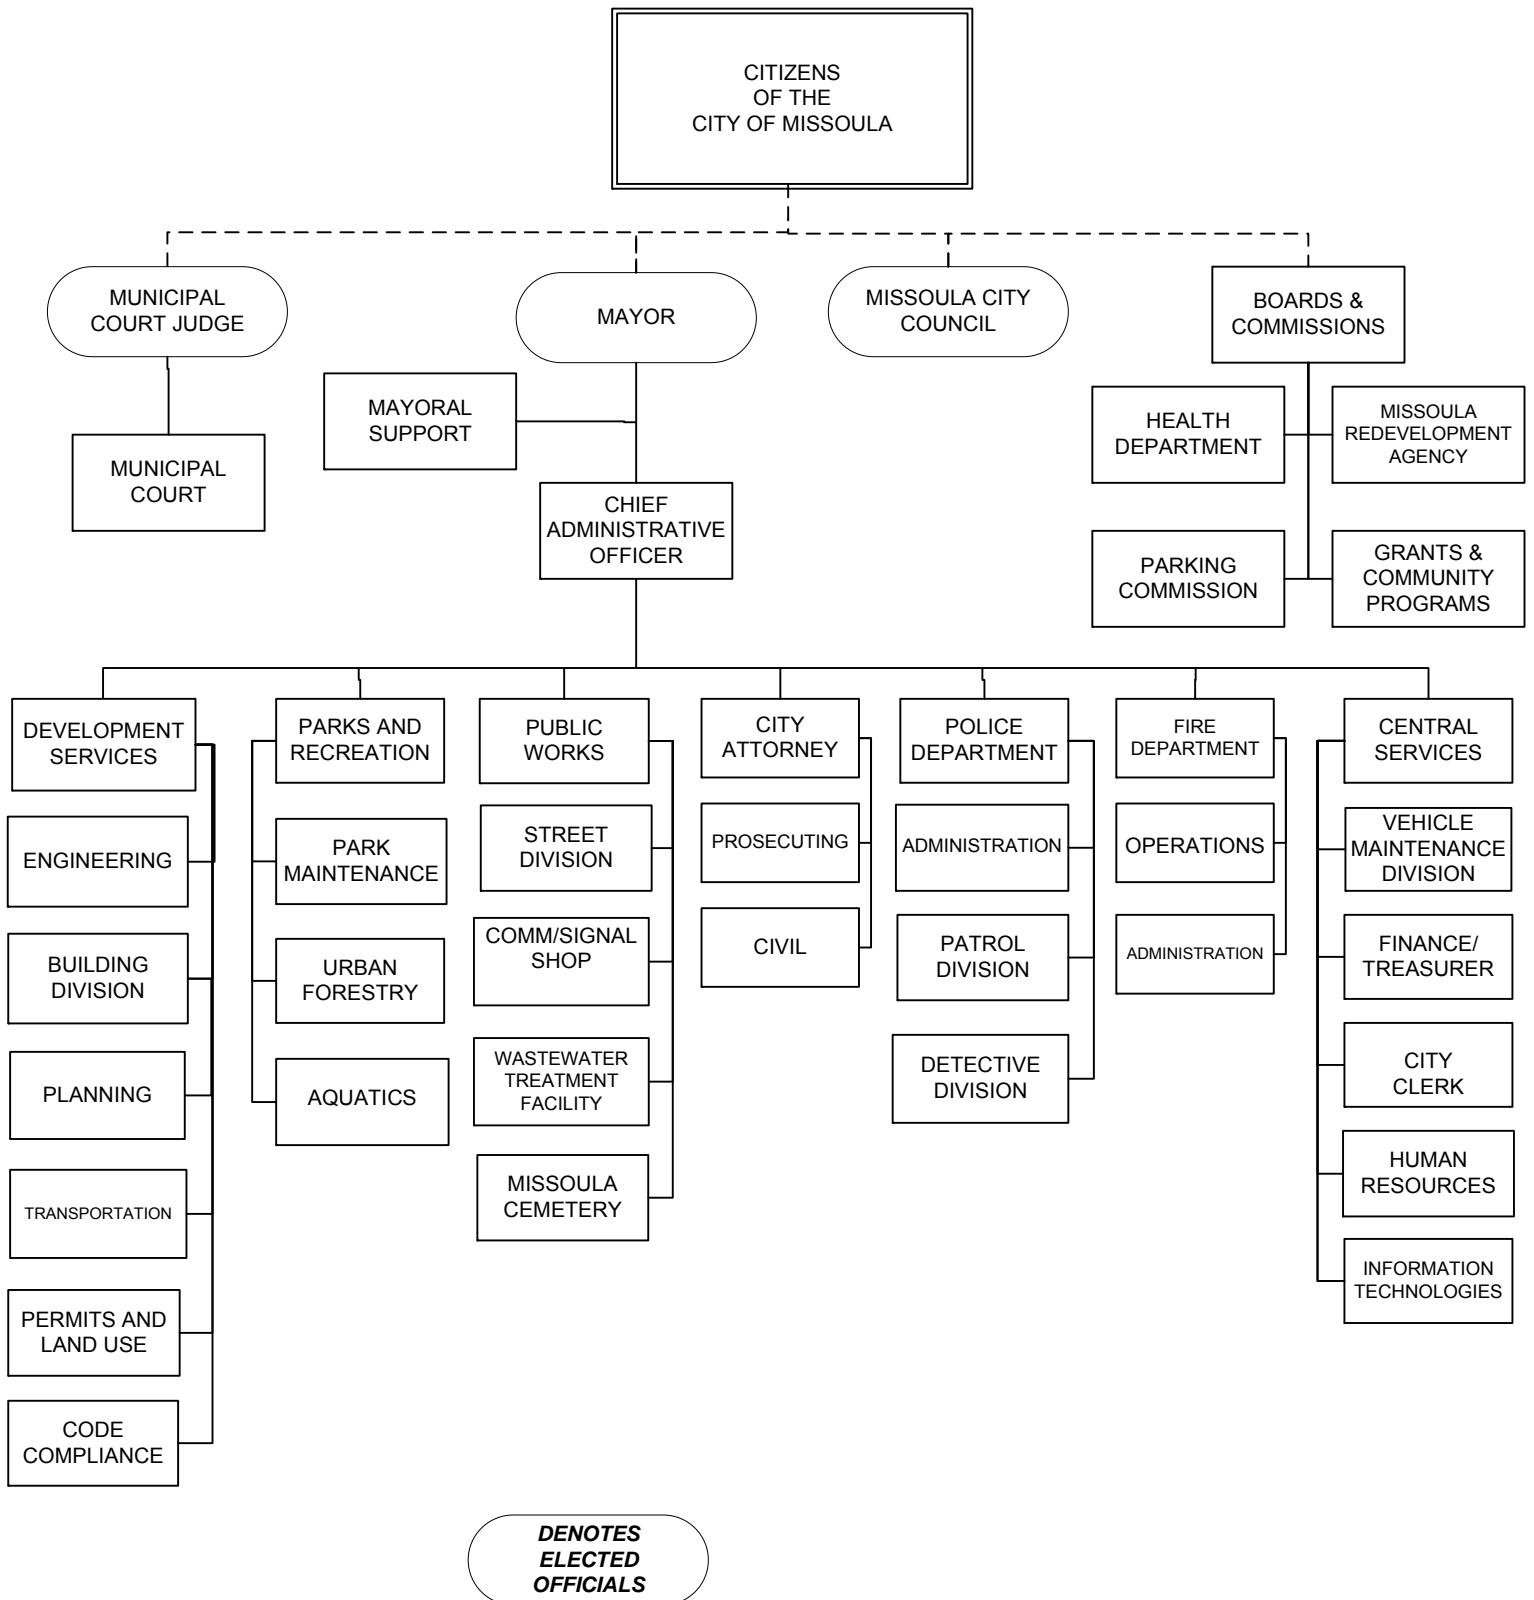 CITIZENS
OF THE
CITY OF MISSOULA
MUNICIPAL
COURT JUDGE
MAYOR
MISSOULA CITY
COUNCIL
BOARDS &
COMMISSIONS
MAYORAL
SUPPORT
HEALTH
DEPARTMENT
MISSOULA
REDEVELOPMENT
AGENCY
MUNICIPAL
COURT
CHIEF
ADMINISTRATIVE
OFFICER
PARKING
COMMISSION
GRANTS &
COMMUNITY
PROGRAMS
DEVELOPMENT
SERVICES
ENGINEERING
BUILDING
DIVISION
PLANNING
TRANSPORTATION
PERMITS AND
LAND USE
CODE
COMPLIANCE
PARKS AND
RECREATION
PARK
MAINTENANCE
URBAN
FORESTRY
AQUATICS
PUBLIC
WORKS
STREET
DIVISION
COMM/SIGNAL
SHOP
WASTEWATER
TREATMENT
FACILITY
MISSOULA
CEMETERY
CITY
ATTORNEY
PROSECUTING
CIVIL
POLICE
DEPARTMENT
ADMINISTRATION
PATROL
DIVISION
DETECTIVE
DIVISION
FIRE
DEPARTMENT
OPERATIONS
ADMINISTRATION
CENTRAL
SERVICES
VEHICLE
MAINTENANCE
DIVISION
FINANCE/
TREASURER
CITY
CLERK
HUMAN
RESOURCES
INFORMATION
TECHNOLOGIES
DENOTES
ELECTED
OFFICIALS